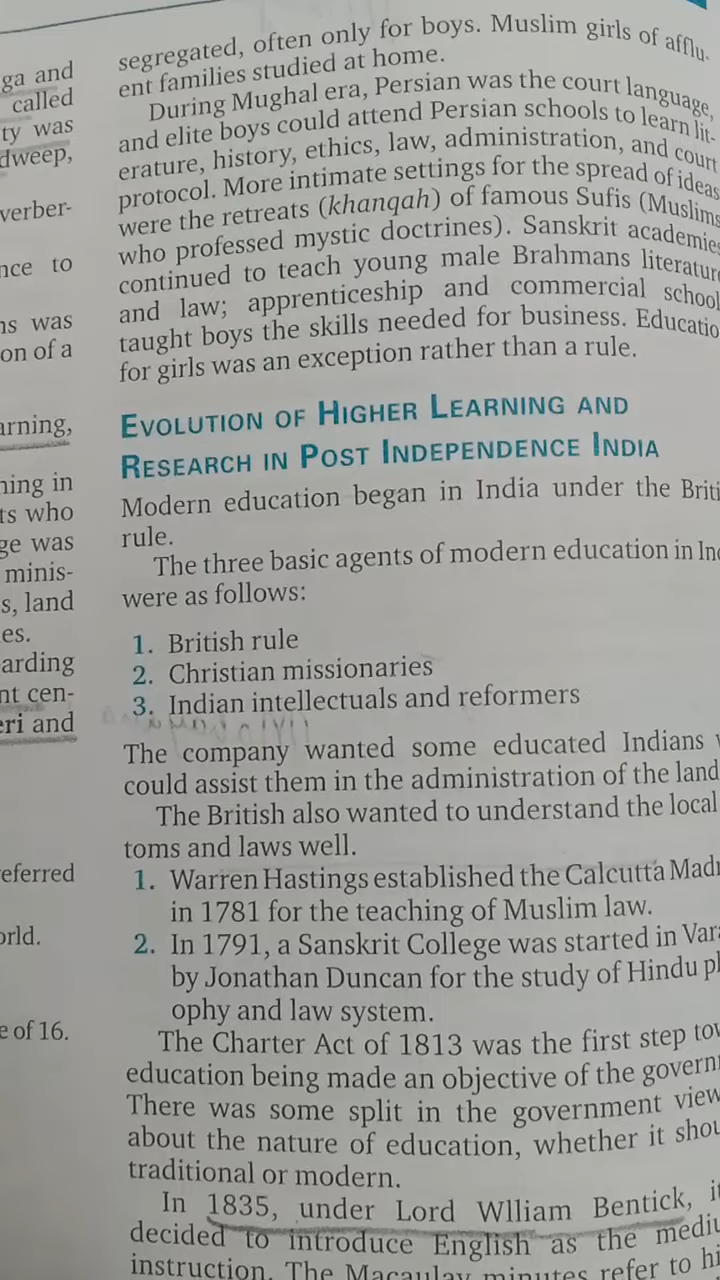 ga and
called
ty was
dweep,
verber-
nce to
ns was
on of a
arning,
ning in
ts who
ge was
minis-
s, land
es.
arding
nt cen-
eri and
eferred
orld.
e of 16.
segregated, often only for boys. Muslim girls of afflu-
ent families studied at home.
During Mughal era, Persian was the court language,
and elite boys could attend Persian schools to learn lit-
erature, history, ethics, law, administration, and court
protocol. More intimate settings for the spread of ideas
were the retreats (khanqah) of famous Sufis (Muslims
who professed mystic doctrines). Sanskrit academies
continued to teach young male Brahmans literature
and law; apprenticeship and commercial school
taught boys the skills needed for business. Educatio
for girls was an exception rather than a rule.
EVOLUTION OF HIGHER LEARNING AND
RESEARCH IN POST INDEPENDENCE INDIA
Modern education began in India under the Briti
rule.
The three basic agents of modern education in Ind
were as follows:
1. British rule
2. Christian missionaries
3. Indian intellectuals and reformers
The company wanted some educated Indians w
could assist them in the administration of the land
The British also wanted to understand the local
toms and laws well.
1. Warren Hastings established the Calcutta Madr
in 1781 for the teaching of Muslim law.
2. In 1791, a Sanskrit College was started in Vara
by Jonathan Duncan for the study of Hindu ph
ophy and law system.
The Charter Act of 1813 was the first step tow
education being made an objective of the governm
There was some split in the government view
about the nature of education, whether it shou
traditional or modern.
In 1835, under Lord Wlliam Bentick, it
decided to introduce English as the mediu
instruction. The Macaulay minutes refer to hi